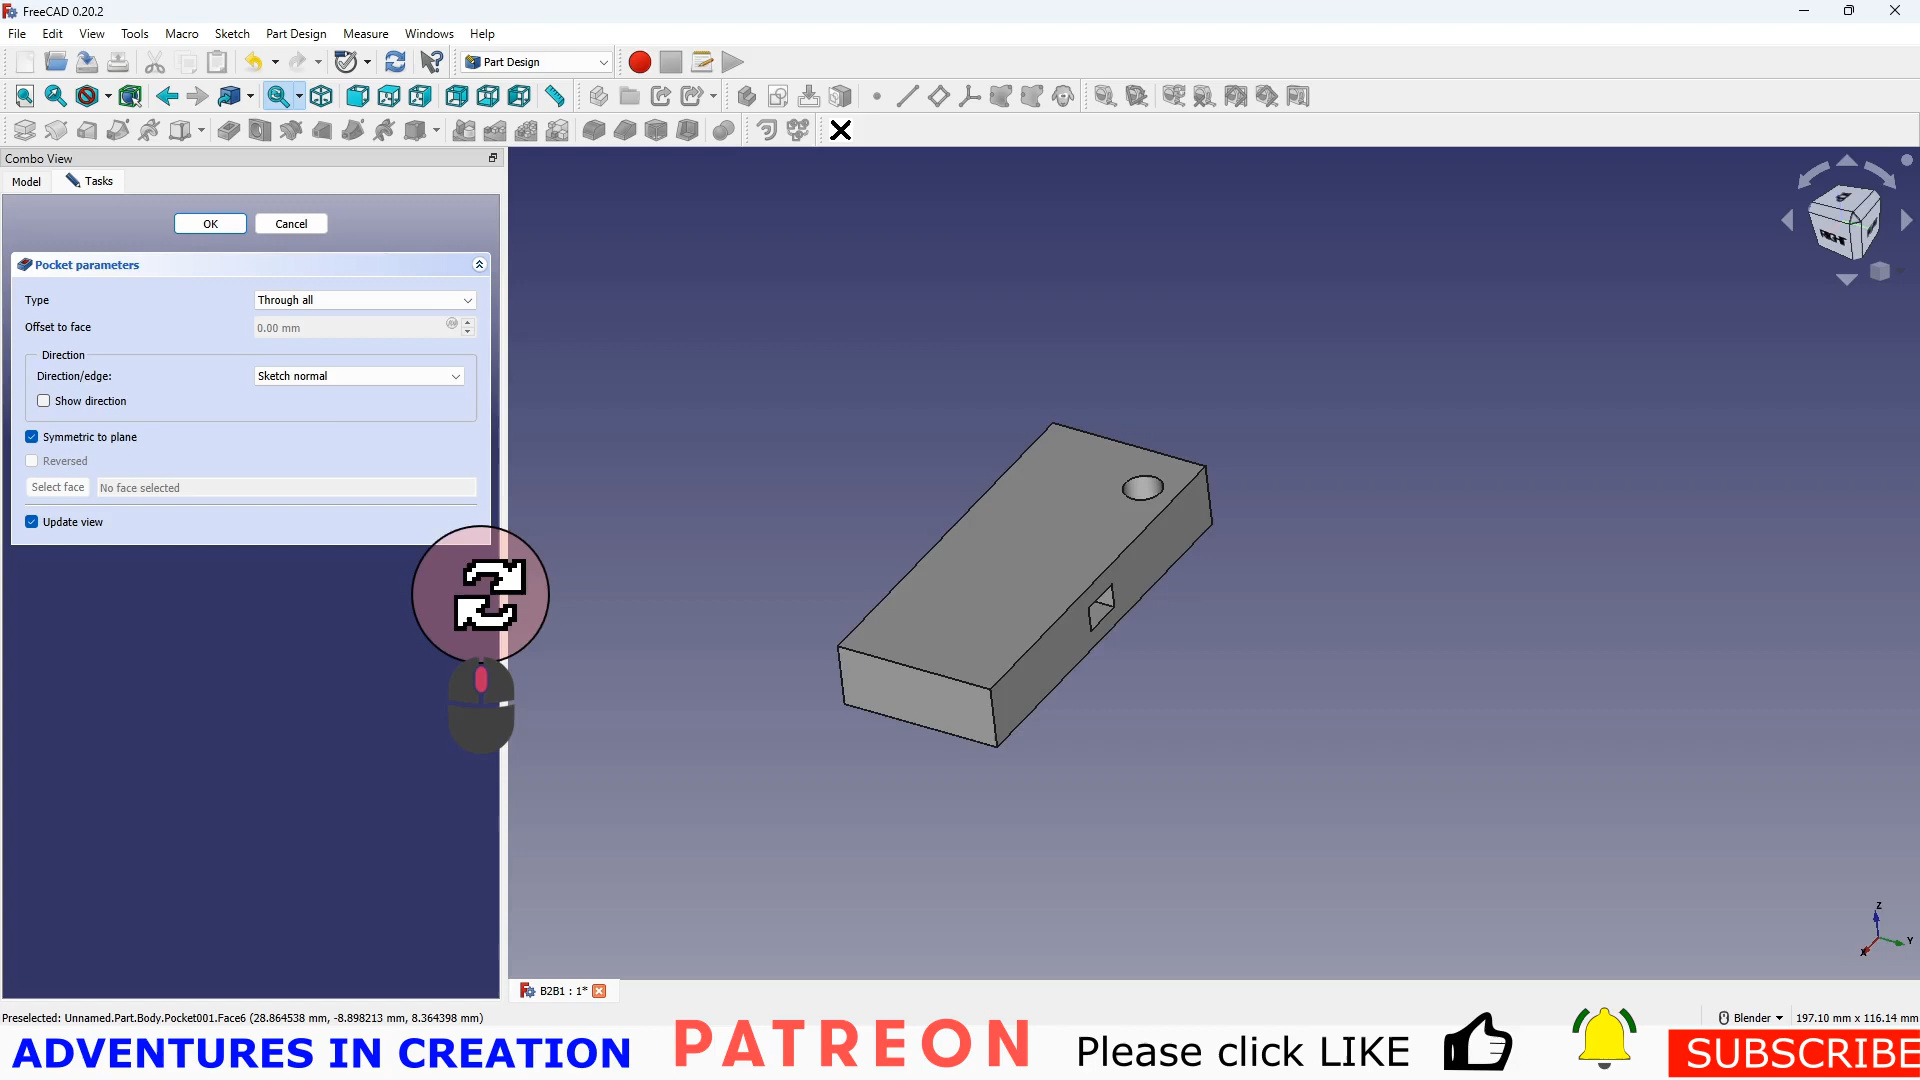 FreeCAD 0.20.2
File Edit View Tools Macro Sketch Part Design Measure Windows Help
Part Design
Combo View
Model Tasks
OK Cancel
Pocket parameters
Type Through all
Offset to face 0.00 mm
Direction
Direction/edge: Sketch normal
Show direction
Symmetric to plane
Reversed
Select face No face selected
Update view
RIGHT
Z
Y
X
B2B1 : 1*
Preselected: Unnamed.Part.Body.Pocket001.Face6 (28.864538 mm, -8.898213 mm, 8.364398 mm)
Blender 197.10 mm x 116.14 mm
ADVENTURES IN CREATION PATREON Please click LIKE SUBSCRIBE